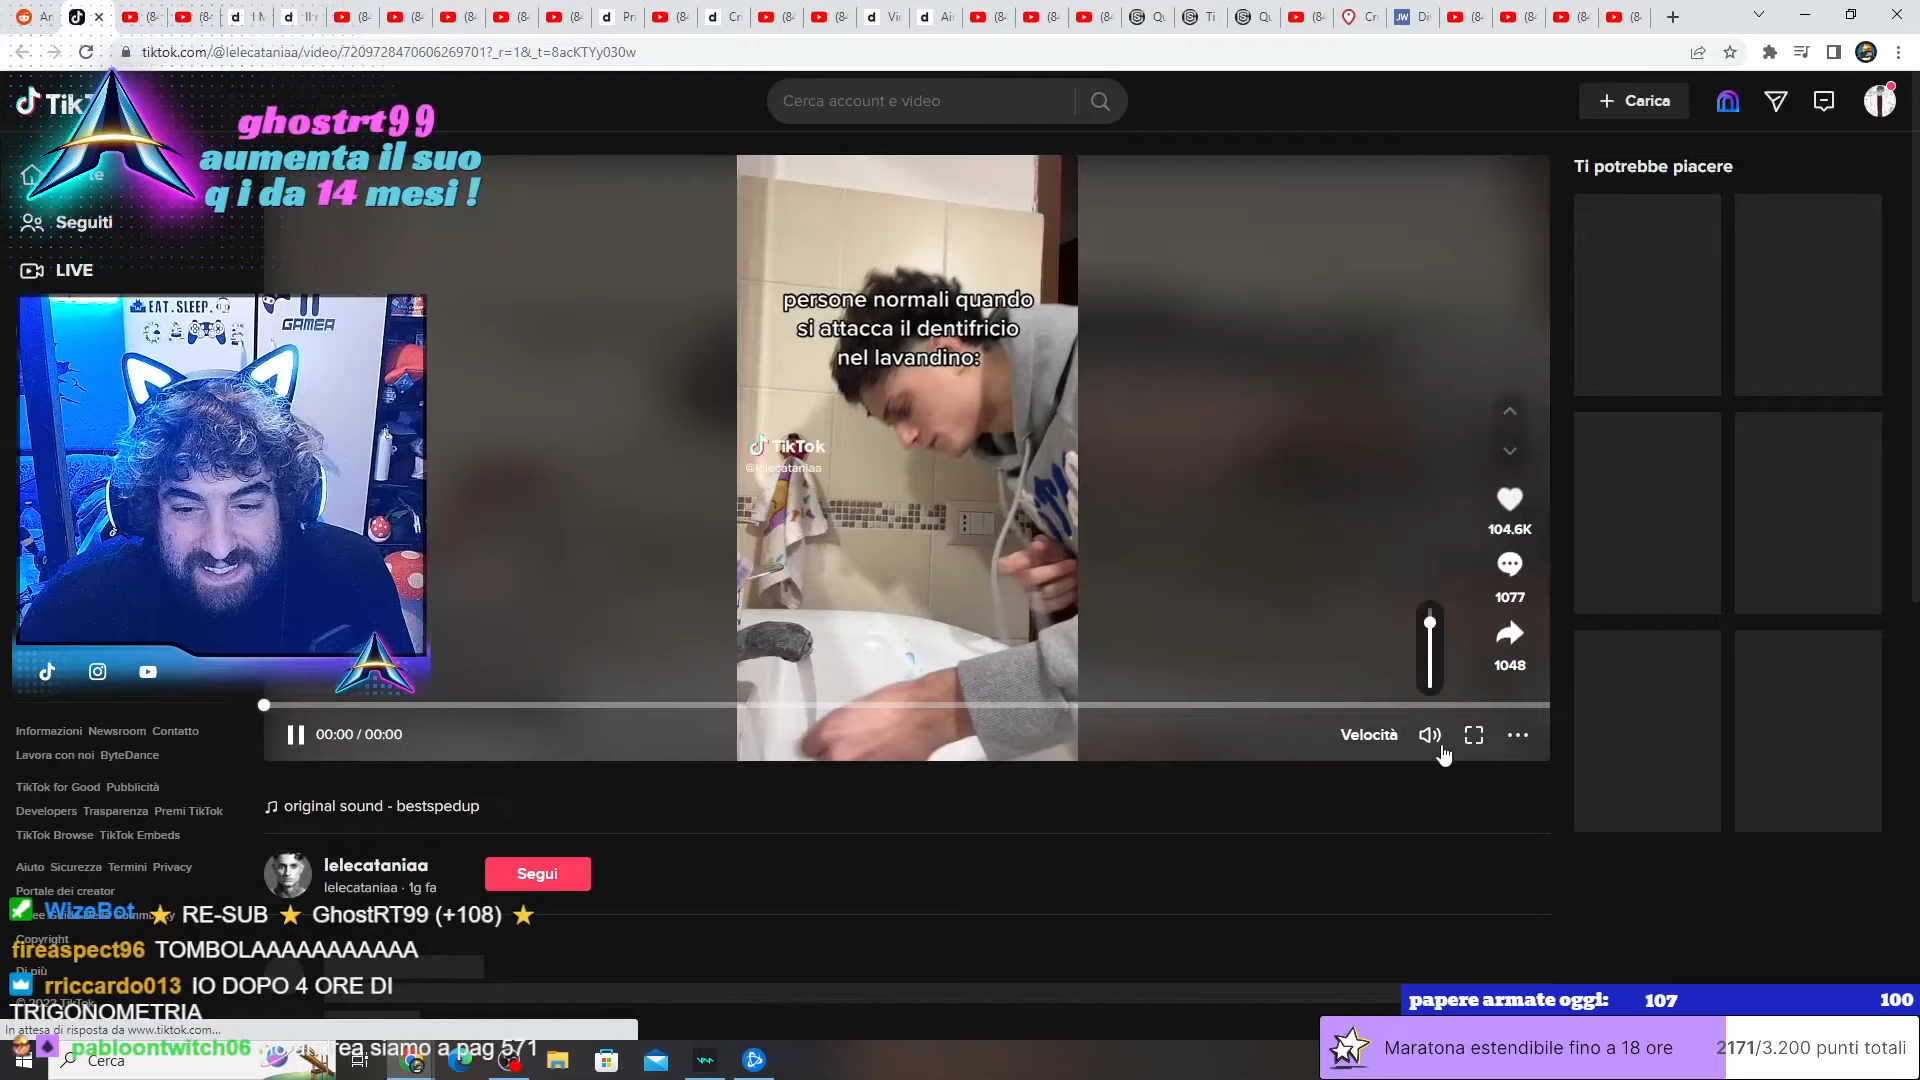 tiktok.com/@lelecataniaa/video/7209728470606269701?_r=1&_t=8acKTYy030w
Cerca account e video
Carica
ghostrt99
aumenta il suo
q i da 14 mesi !
Seguiti
LIVE
Ti potrebbe piacere
EAT.SLEEP.
GAMER
persone normali quando
si attacca il dentifricio
nel lavandino:
TikTok
@lelecataniaa
104.6K
1077
1048
00:00 / 00:00
Velocità
original sound - bestspedup
lelecataniaa
lelecataniaa · 1g fa
Segui
Informazioni Newsroom Contatto
Lavora con noi ByteDance
TikTok for Good Pubblicità
Developers Trasparenza Premi TikTok
TikTok Browse TikTok Embeds
Aiuto Sicurezza Termini Privacy
Portale dei creator
WizeBot ★ RE-SUB ★ GhostRT99 (+108) ★
Copyright
fireaspect96 TOMBOLAAAAAAAAAAA
Di più
rriccardo013 IO DOPO 4 ORE DI
TRIGONOMETRIA
© 2023 TikTok
In attesa di risposta da www.tiktok.com...
pabloontwitch06 siamo a pag 571
Cerca
papere armate oggi: 107 100
Maratona estendibile fino a 18 ore 2171/3.200 punti totali